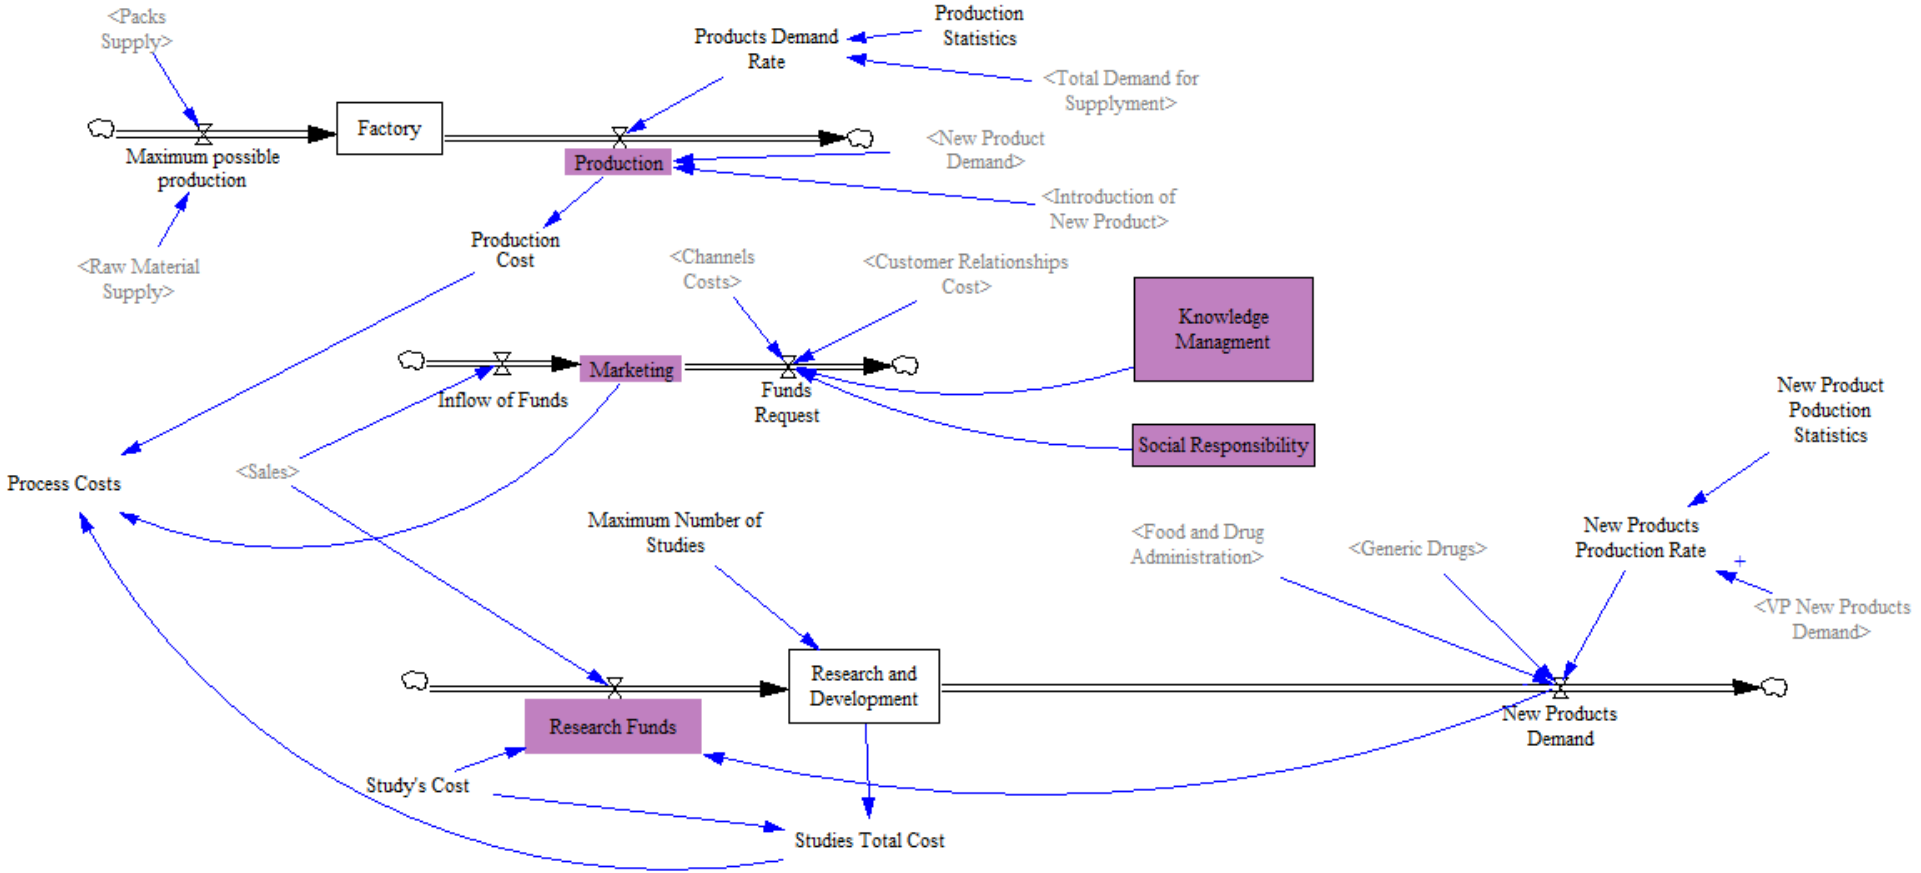 <Packs
Supply>
Production
Statistics
Products Demand
Rate
<Total Demand for
Supplyment>
Factory
<New Product
Demand>
Maximum possible
production
Production
<Introduction of
New Product>
Production
Cost
<Raw Material
Supply>
<Channels
Costs>
<Customer Relationships
Cost>
Knowledge
Managment
Marketing
Inflow of Funds
Funds
Request
New Product
Poduction
Statistics
Social Responsibility
<Sales>
Process Costs
Maximum Number of
Studies
<Food and Drug
Administration>
<Generic Drugs>
New Products
Production Rate
+
<VP New Products
Demand>
Research and
Development
Research Funds
New Products
Demand
Study's Cost
Studies Total Cost